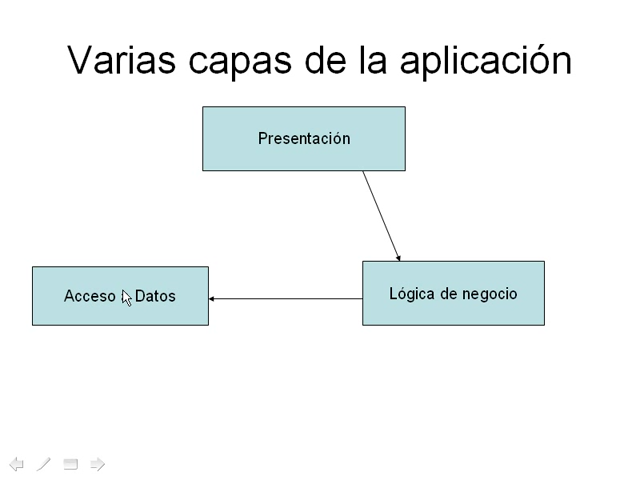 Varias capas de la aplicación
Presentación
Acceso Datos
Lógica de negocio